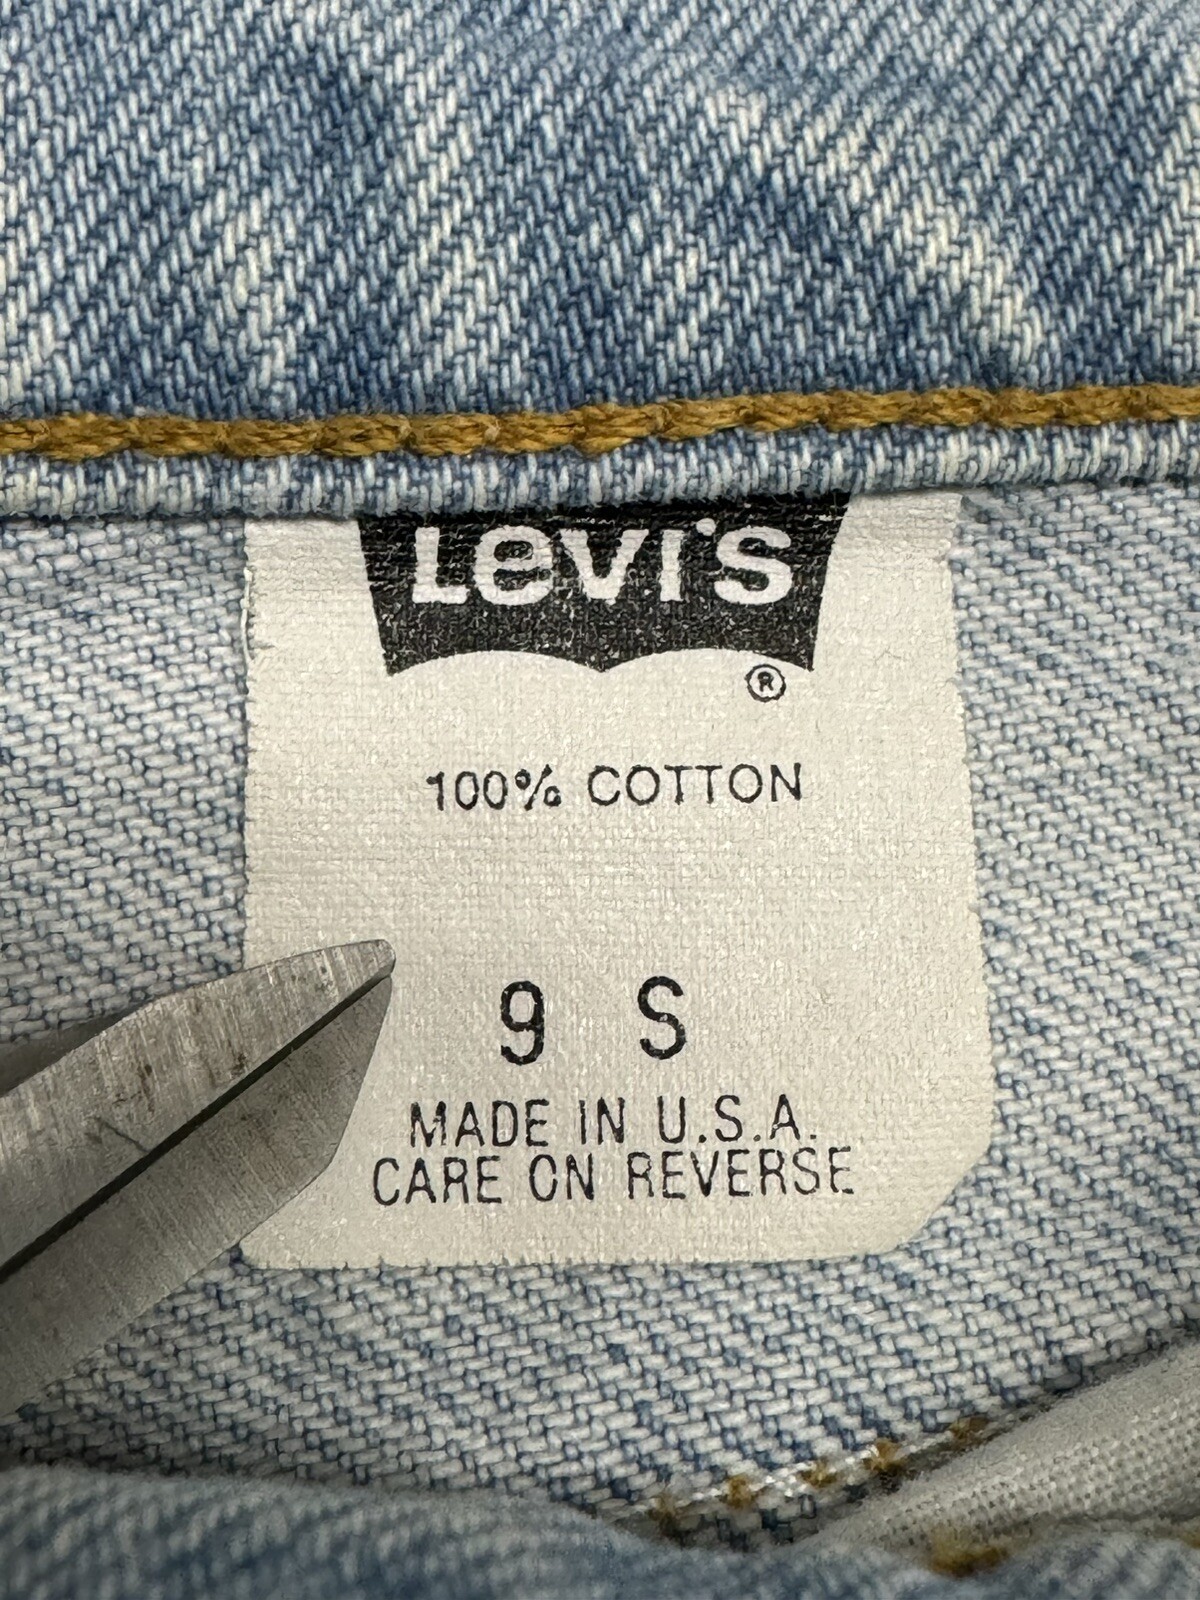 Levi's
®
100% COTTON
9 S
MADE IN U.S.A.
CARE ON REVERSE